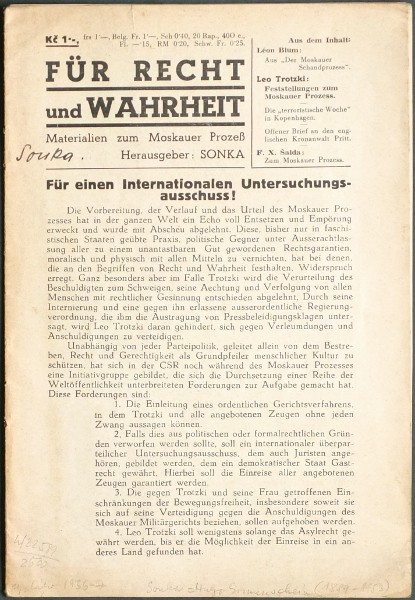 Kč 1·-, frs 1'—, Belg. Fr. 1'—, Sch 0'40, 20 Rap., 40O e.,
Fl. —15, RM 0'20, Schw. Fr. 0'25.
FÜR RECHT
und WAHRHEIT
Materialien zum Moskauer Prozeß
Sonka.
Herausgeber: SONKA
Aus dem Inhalt:
Léon Blum:
Aus „Der Moskauer
Schandprozess“.
Leo Trotzki:
Feststellungen zum
Moskauer Prozess.
Die „terroristische Woche“
in Kopenhagen.
Offener Brief an den eng-
lischen Kronanwalt Pritt.
F. X. Šalda:
Zum Moskauer Prozess.
Für einen Internationalen Untersuchungs-
ausschuss!
Die Vorbereitung, der Verlauf und das Urteil des Moskauer Pro-
zesses hat in der ganzen Welt ein Echo voll Entsetzen und Empörung
erweckt und wurde mit Abscheu abgelehnt. Diese, bisher nur in faschi-
stischen Staaten geübte Praxis, politische Gegner unter Ausserachtlas-
sung aller zu einem unantastbaren Gut gewordenen Rechtsgarantien,
moralisch und physisch mit allen Mitteln zu vernichten, hat bei denen,
die an den Begriffen von Recht und Wahrheit festhalten, Widerspruch
erregt. Ganz besonders aber im Falle Trotzki wird die Verurteilung des
Beschuldigten zum Schweigen, seine Aechtung und Verfolgung von allen
Menschen mit rechtlicher Gesinnung entschieden abgelehnt. Durch seine
Internierung und eine gegen ihn erlassene ausserordentliche Regierung-
verordnung, die ihm die Austragung von Pressbeleidigungsklagen unter-
sagt, wird Leo Trotzki daran gehindert, sich gegen Verleumdungen und
Anschuldigungen zu verteidigen.
Unabhängig von jeder Parteipolitik, geleitet allein von dem Bestre-
ben, Recht und Gerechtigkeit als Grundpfeiler menschlicher Kultur zu
schützen, hat sich in der CSR noch während des Moskauer Prozesses
eine Initiativgruppe gebildet, die sich die Durchsetzung einer Reihe der
Weltöffentlichkeit unterbreiteten Forderungen zur Aufgabe gemacht hat.
Diese Forderungen sind:
1. Die Einleitung eines ordentlichen Gerichtsverfahrens,
in dem Trotzki und alle angebotenen Zeugen ohne jeden
Zwang aussagen können.
2. Falls dies aus politischen oder formalrechtlichen Grün-
den verworfen werden sollte, soll ein internationaler überpar-
teilicher Untersuchungsausschuss, dem auch Juristen ange-
hören, gebildet werden, dem ein demokratischer Staat Gast-
recht gewährt. Hierbei soll die Einreise aller angebotenen
Zeugen garantiert werden.
3. Die gegen Trotzki und seine Frau getroffenen Ein-
schränkungen der Bewegungsfreiheit, insbesondere soweit sie
sich auf seine Verteidigung gegen die Anschuldigungen des
Moskauer Militärgerichts beziehen, sollen aufgehoben werden.
4. Leo Trotzki soll wenigstens solange das Asylrecht ge-
währt werden, bis er die Möglichkeit der Einreise in ein an-
deres Land gefunden hat.